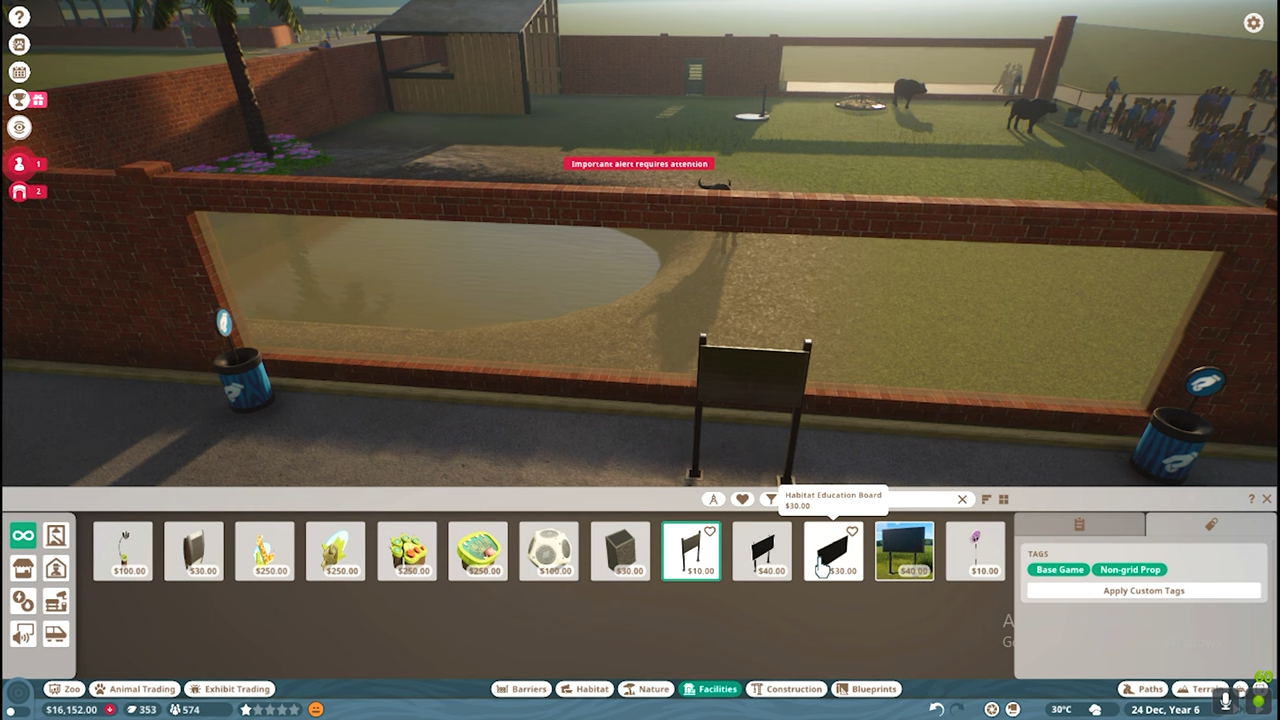 ?
1
2
Important alert requires attention
Habitat Education Board
$30.00
?
$100.00
$30.00
$250.00
$250.00
$250.00
$250.00
$100.00
$30.00
$10.00
$40.00
$30.00
$40.00
$10.00
TAGS
Base Game
Non-grid Prop
Apply Custom Tags
Zoo
Animal Trading
Exhibit Trading
Barriers
Habitat
Nature
Facilities
Construction
Blueprints
Paths
$16,152.00
353
574
30°C
24 Dec, Year 6